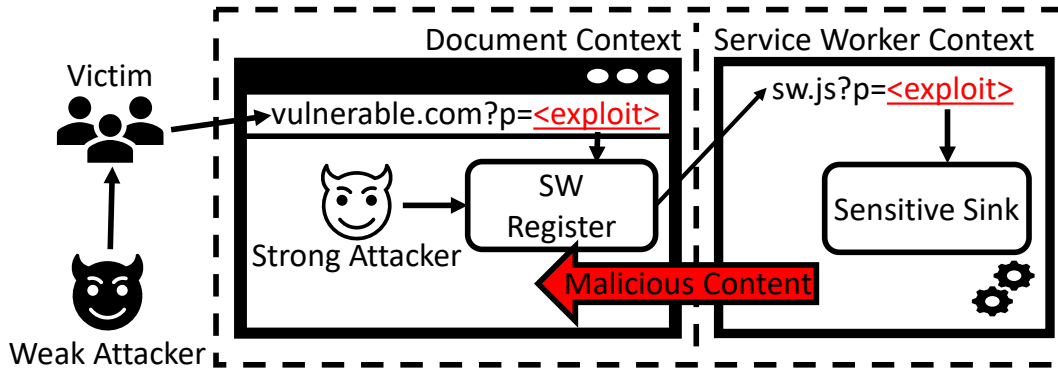 Document Context
Service Worker Context
Victim
vulnerable.com?p=<exploit>
sw.js?p=<exploit>
SW
Register
Sensitive Sink
Strong Attacker
Malicious Content
Weak Attacker